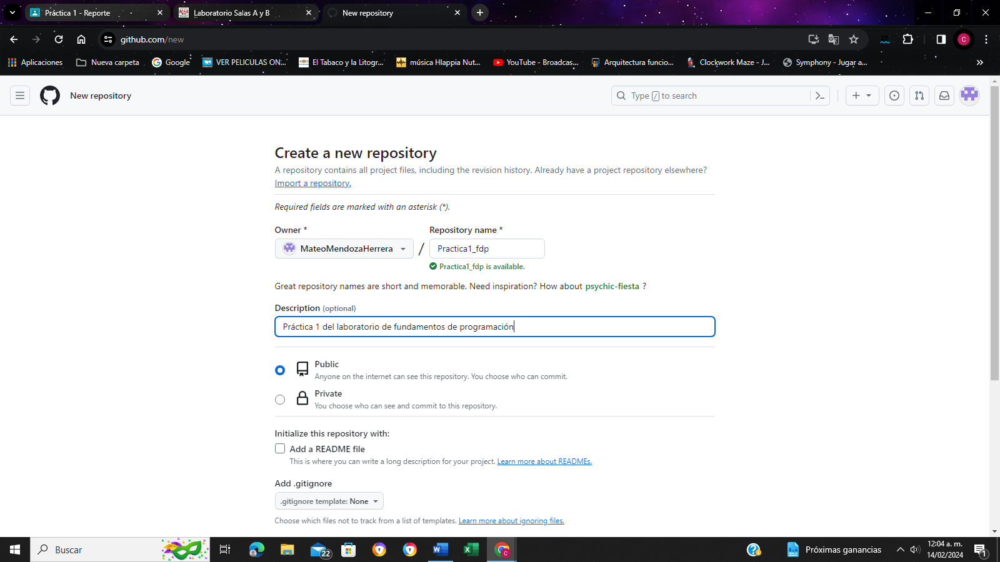 Práctica 1 - Reporte
Laboratorio Salas A y B
New repository
github.com/new
C
Aplicaciones
Nueva carpeta
Google
VER PELICULAS ON...
El Tabaco y la Litogr...
música Hlappia Nut...
YouTube - Broadcas...
Arquitectura funcio...
Clockwork Maze - J...
Symphony - Jugar a...
New repository
Type / to search
Create a new repository
A repository contains all project files, including the revision history. Already have a project repository elsewhere?
Import a repository.
Required fields are marked with an asterisk (*).
Owner *
Repository name *
MateoMendozaHerrera
/
Practica1_fdp
Practica1_fdp is available.
Great repository names are short and memorable. Need inspiration? How about psychic-fiesta ?
Description (optional)
Práctica 1 del laboratorio de fundamentos de programación
Public
Anyone on the internet can see this repository. You choose who can commit.
Private
You choose who can see and commit to this repository.
Initialize this repository with:
Add a README file
This is where you can write a long description for your project. Learn more about READMEs.
Add .gitignore
.gitignore template: None
Choose which files not to track from a list of templates. Learn more about ignoring files.
Buscar
22
Próximas ganancias
12:04 a. m.
14/02/2024
1